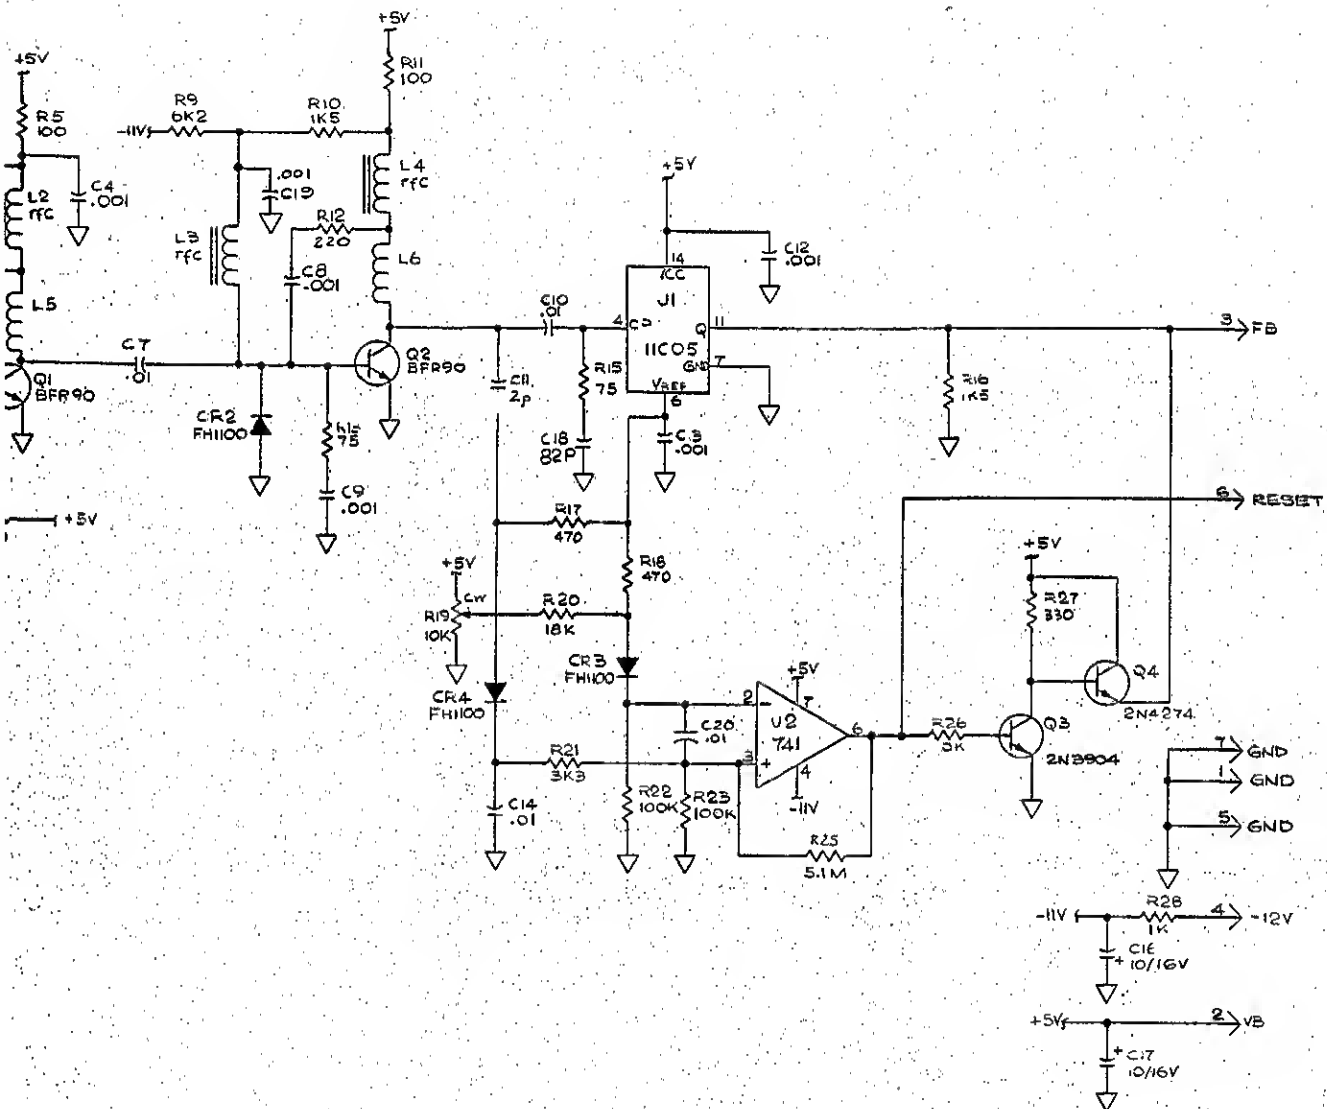 +5V
+5V
R11
100
R5
100
R9
6K2
R10
1K5
-11V
L4
rfc
+5V
.001
C19
C4
.001
L2
rfc
R12
220
L3
rfc
C8
.001
L6
14
VCC
C12
.001
L5
C10
.01
4
CP
Q
11
3
FB
11C05
GND
7
C7
.01
Q2
BFR90
Q1
BFR90
C11
2p
R15
75
VREF
6
R16
1K5
CR2
FH1100
75
C18
82P
.001
C9
.001
6
RESET
+5V
R17
470
+5V
R27
330
+5V
CW
R19
10K
R18
470
R20
18K
CR3
FH1100
Q4
2N4274
CR4
FH1100
+5V
7
2
-
U2
741
6
C20
.01
3
+
4
-11V
R26
3K
Q3
2N3904
7
GND
1
GND
5
GND
R21
3K3
C14
.01
R22
100K
R23
100K
R25
5.1M
-11V
R28
1K
4
-12V
+
10/16V
+5V
2
VB
+
C17
10/16V